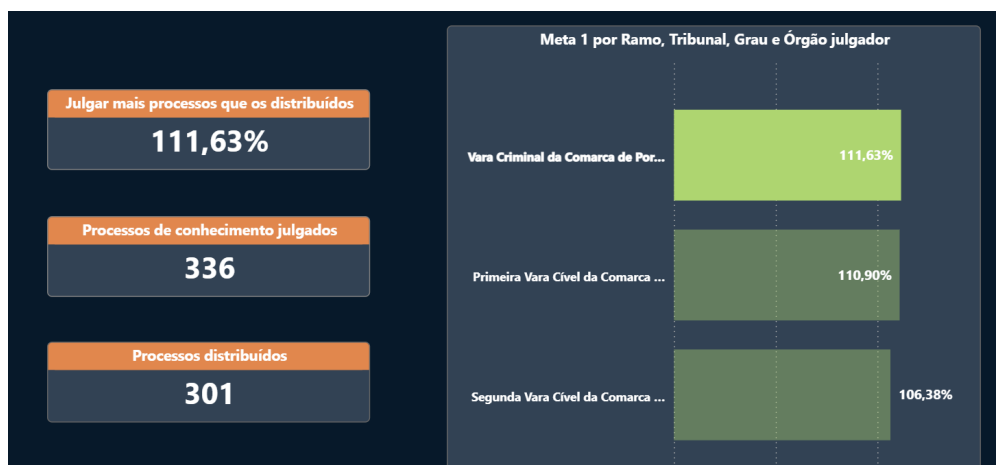 Julgar mais processos que os distribuídos
111,63%
Processos de conhecimento julgados
336
Processos distribuídos
301
Meta 1 por Ramo, Tribunal, Grau e Órgão julgador
Vara Criminal da Comarca de Por...
111,63%
Primeira Vara Cível da Comarca ...
110,90%
Segunda Vara Cível da Comarca ...
106,38%